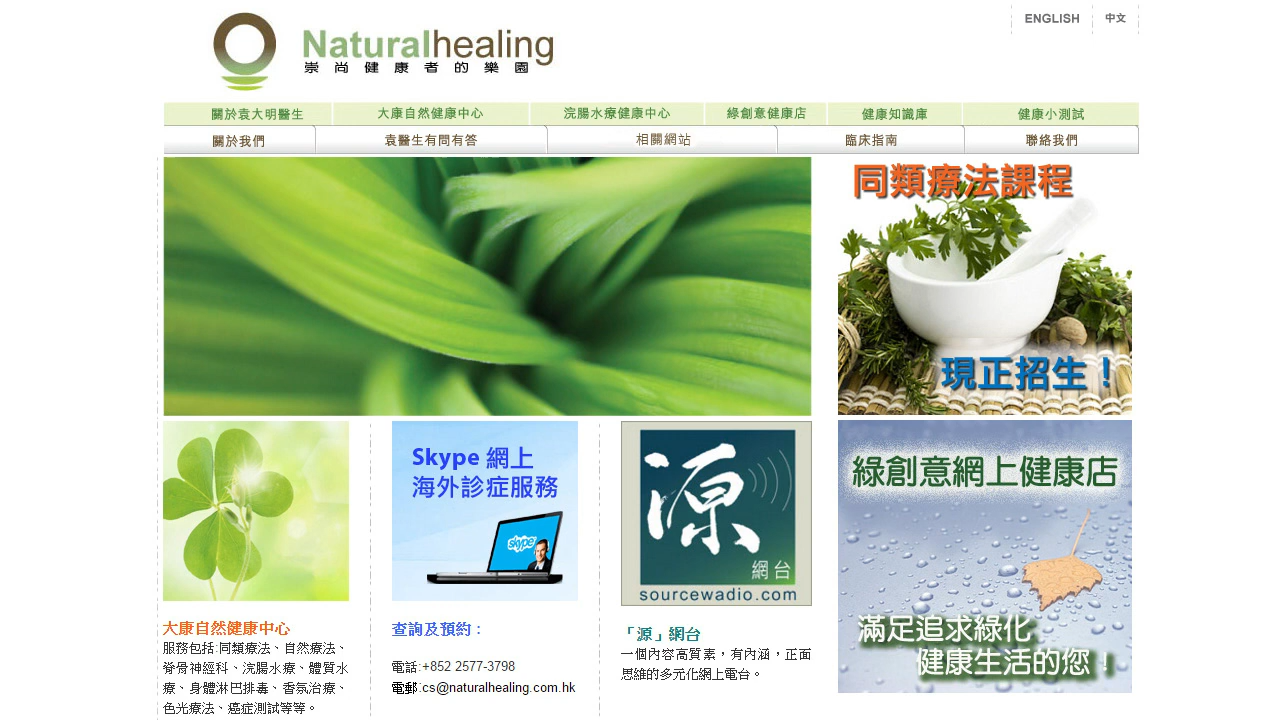 ENGLISH
中文
Naturalhealing
崇尚健康者的樂園
關於袁大明醫生
大康自然健康中心
浣腸水療健康中心
綠創意健康店
健康知識庫
健康小測試
關於我們
袁醫生有問有答
相關網站
臨床指南
聯絡我們
同類療法課程
現正招生！
Skype 網上
海外診症服務
skype
源
網台
sourcewadio.com
綠創意網上健康店
滿足追求綠化
健康生活的您！
大康自然健康中心
服務包括:同類療法、自然療法、
脊骨神經科、浣腸水療、體質水
療、身體淋巴排毒、香氛治療、
色光療法、癌症測試等等。
查詢及預約：
電話:+852 2577-3798
電郵:cs@naturalhealing.com.hk
「源」網台
一個內容高質素，有內涵，正面
思維的多元化網上電台。